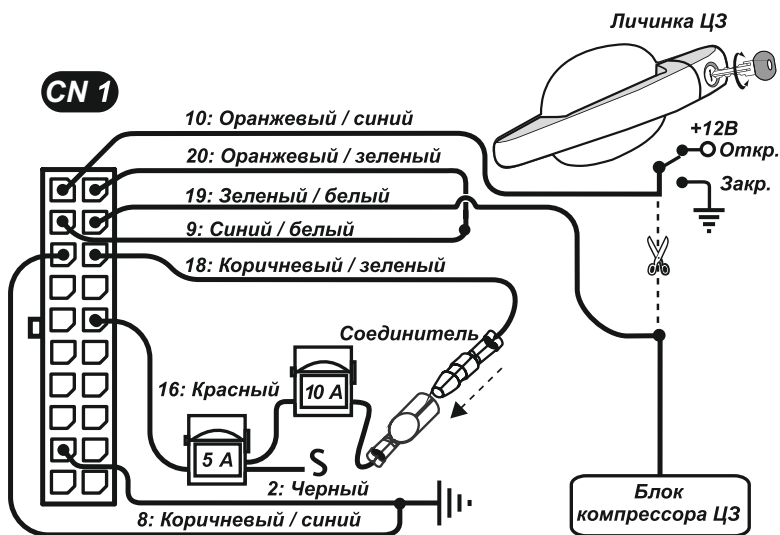 Личинка ЦЗ
CN 1
10: Оранжевый / синий
+12В
20: Оранжевый / зеленый
Откр.
19: Зеленый / белый
Закр.
9: Синий / белый
18: Коричневый / зеленый
Соединитель
16: Красный
10 А
5 А
S
2: Черный
Блок
компрессора ЦЗ
8: Коричневый / синий